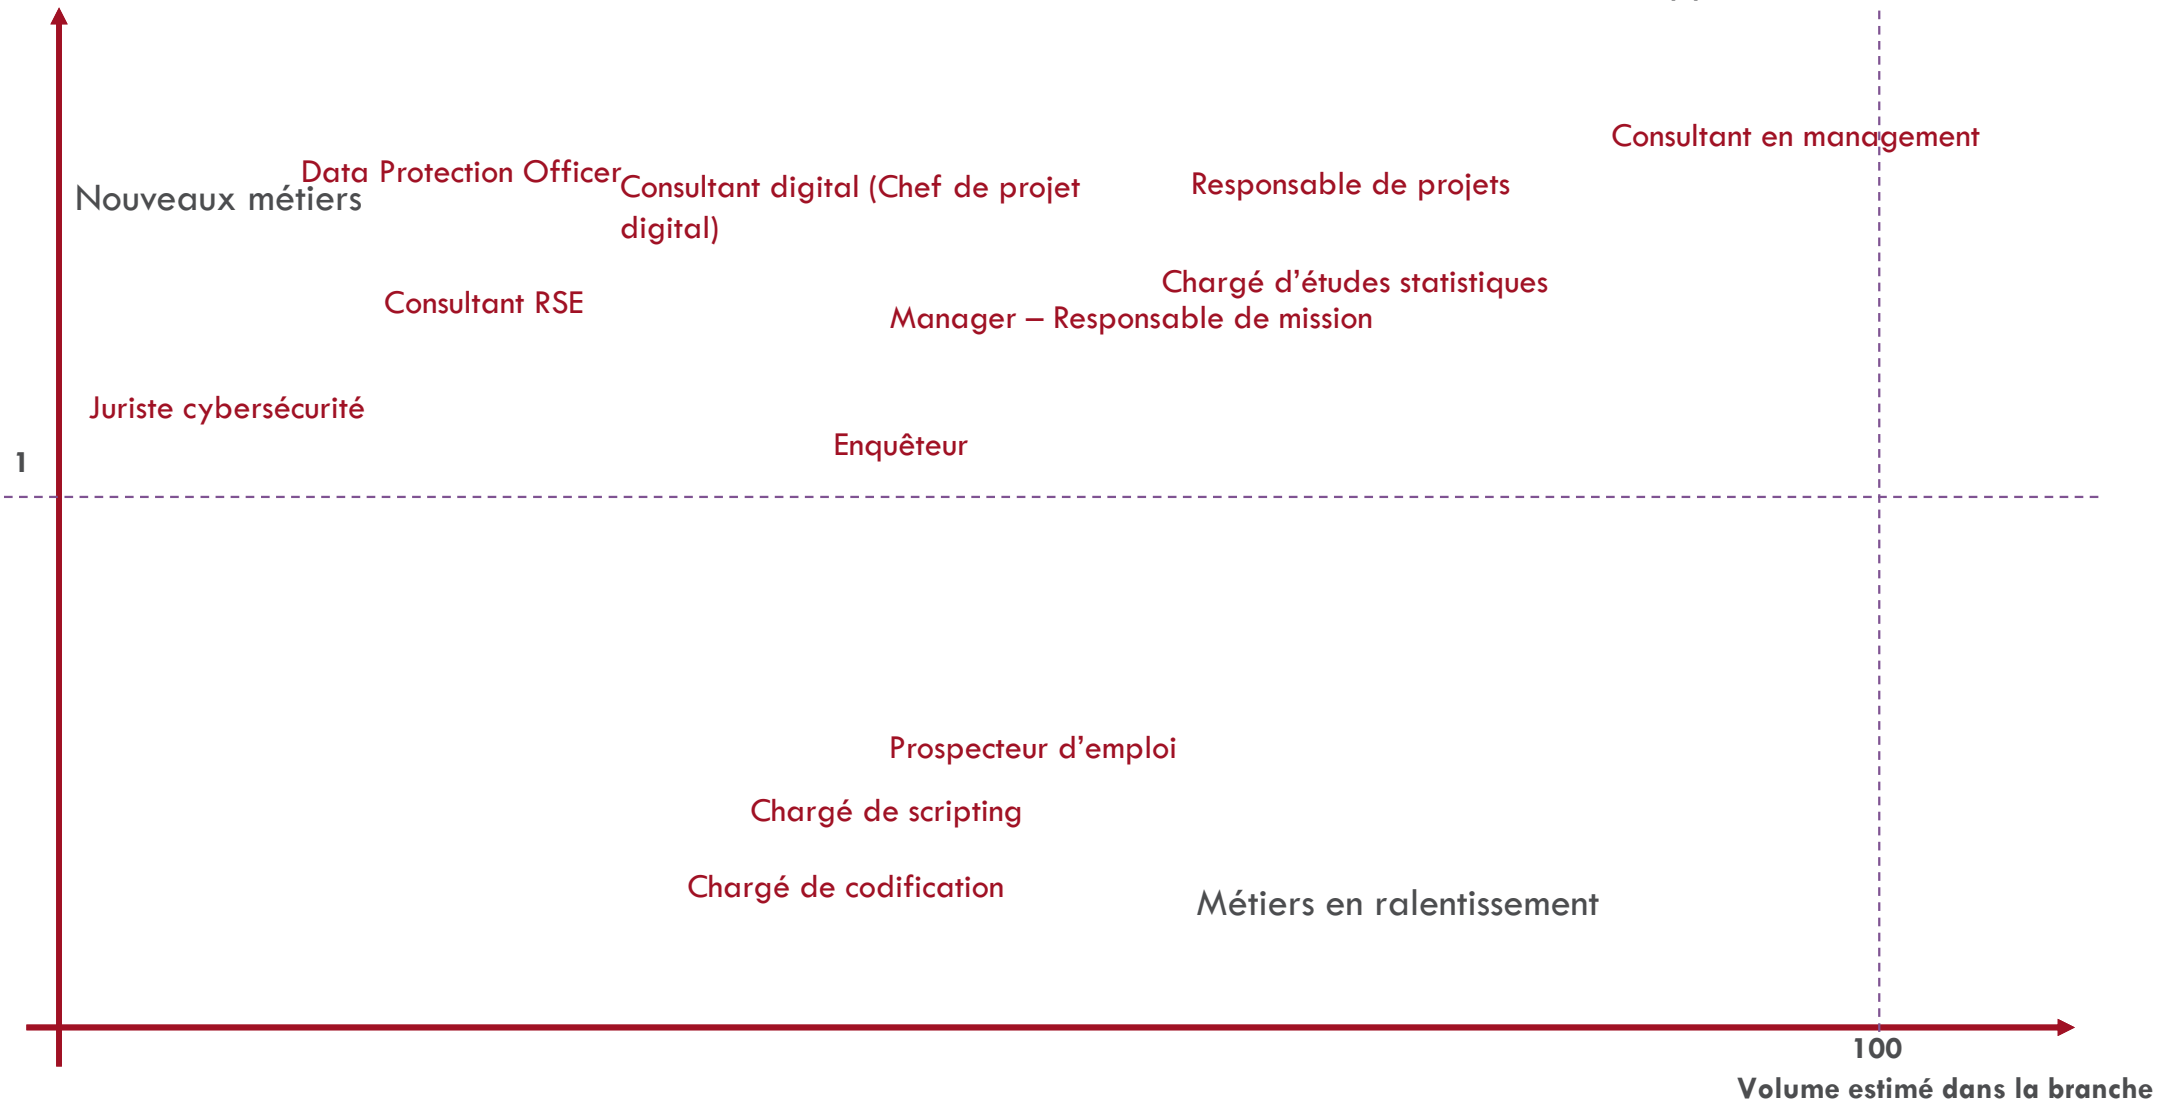 Consultant en management
Data Protection Officer
Nouveaux métiers
Consultant digital (Chef de projet
digital)
Responsable de projets
Chargé d’études statistiques
Consultant RSE
Manager – Responsable de mission
Juriste cybersécurité
Enquêteur
1
Prospecteur d’emploi
Chargé de scripting
Chargé de codification
Métiers en ralentissement
100
Volume estimé dans la branche